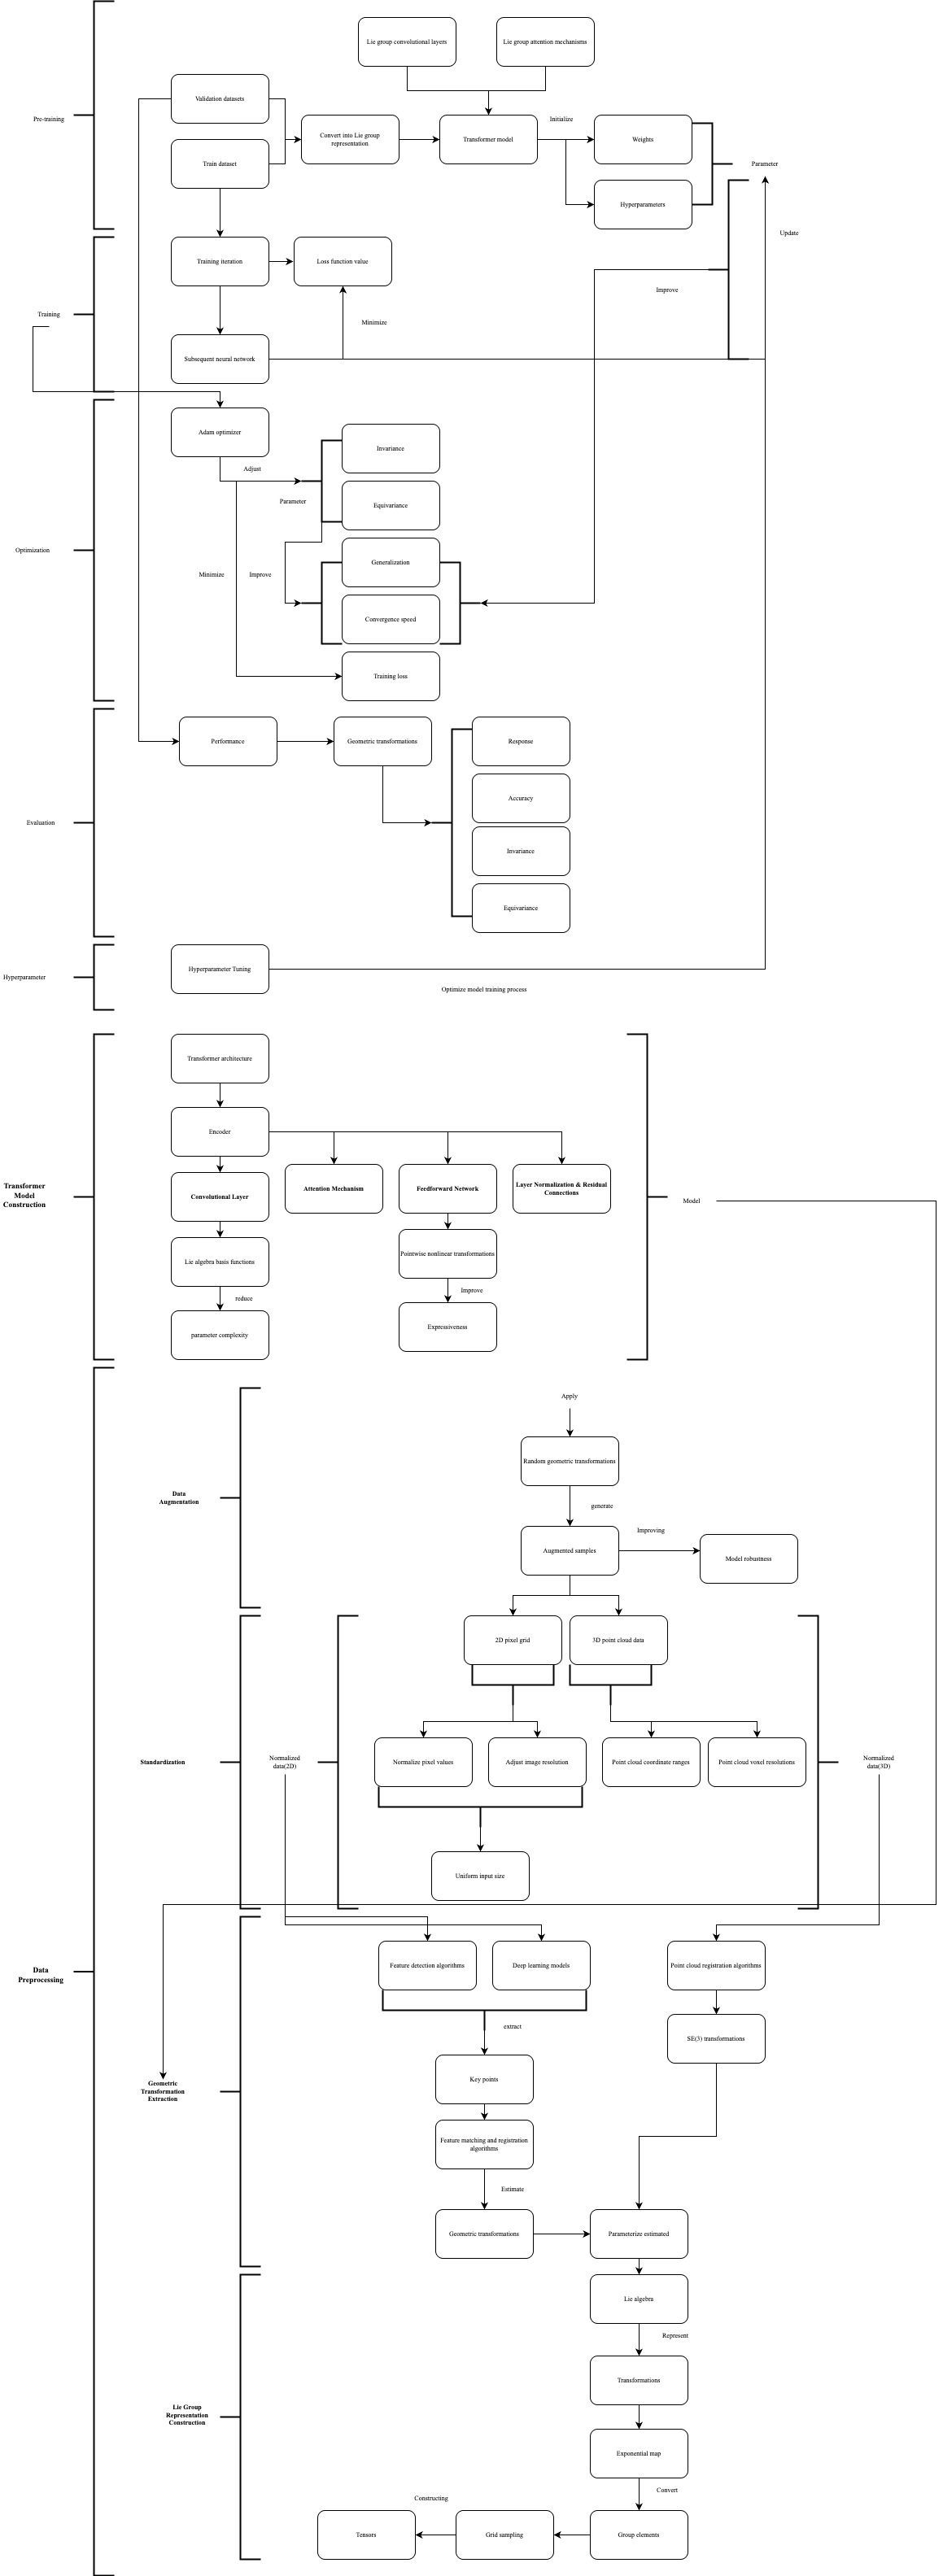 Lie group convolutional layers
Lie group attention mechanisms
Validation datasets
Pre-training
Convert into Lie group
representation
Transformer model
Initialize
Weights
Train dataset
Parameter
Hyperparameters
Update
Training iteration
Loss function value
Improve
Training
Minimize
Subsequent neural network
Adam optimizer
Invariance
Adjust
Parameter
Equivariance
Optimization
Generalization
Minimize
Improve
Convergence speed
Training loss
Performance
Geometric transformations
Response
Accuracy
Evaluation
Invariance
Equivariance
Hyperparameter
Hyperparameter Tuning
Optimize model training process
Transformer architecture
Encoder
Transformer
Model
Construction
Convolutional Layer
Attention Mechanism
Feedforward Network
Layer Normalization & Residual
Connections
Model
Lie algebra basis functions
Pointwise nonlinear transformations
reduce
Improve
parameter complexity
Expressiveness
Apply
Random geometric transformations
Data
Augmentation
generate
Improving
Augmented samples
Model robustness
2D pixel grid
3D point cloud data
Standardization
Normalized
data(2D)
Normalize pixel values
Adjust image resolution
Point cloud coordinate ranges
Point cloud voxel resolutions
Normalized
data(3D)
Uniform input size
Data
Preprocessing
Feature detection algorithms
Deep learning models
Point cloud registration algorithms
extract
SE(3) transformations
Geometric
Transformation
Extraction
Key points
Feature matching and registration
algorithms
Estimate
Geometric transformations
Parameterize estimated
Lie algebra
Represent
Transformations
Lie Group
Representation
Construction
Exponential map
Convert
Constructing
Tensors
Grid sampling
Group elements